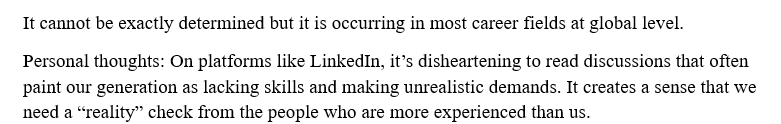 It cannot be exactly determined but it is occurring in most career fields at global level.
Personal thoughts: On platforms like LinkedIn, it’s disheartening to read discussions that often
paint our generation as lacking skills and making unrealistic demands. It creates a sense that we
need a “reality” check from the people who are more experienced than us.